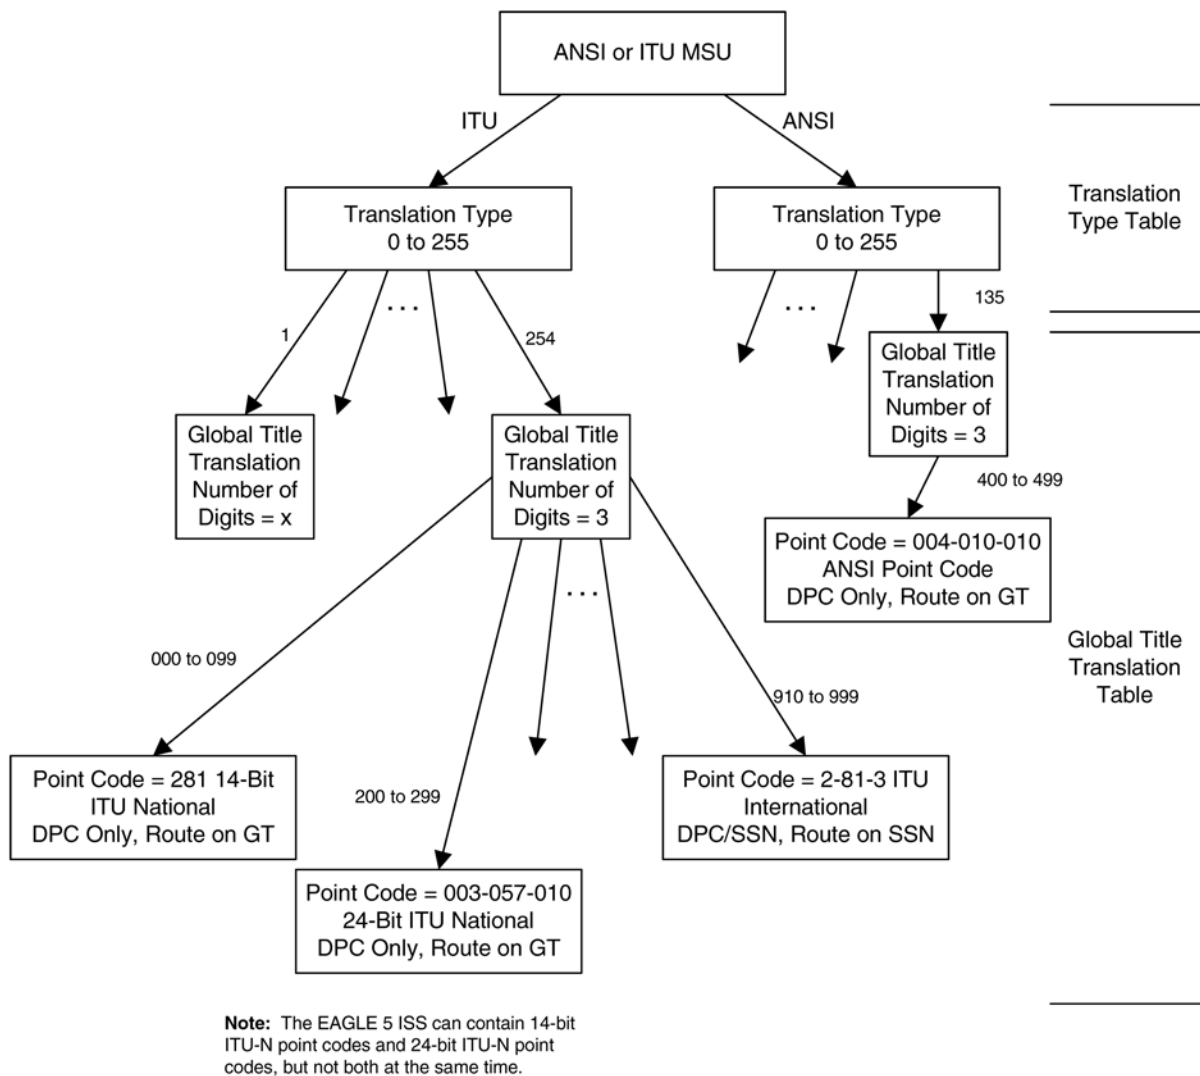 ANSI or ITU MSU
ITU
ANSI
Translation Type
0 to 255
Translation Type
0 to 255
Translation
Type Table
1
...
254
...
135
Global Title
Translation
Number of
Digits = x
Global Title
Translation
Number of
Digits = 3
Global Title
Translation
Number of
Digits = 3
400 to 499
Point Code = 004-010-010
ANSI Point Code
DPC Only, Route on GT
...
000 to 099
200 to 299
910 to 999
Global Title
Translation
Table
Point Code = 281 14-Bit
ITU National
DPC Only, Route on GT
Point Code = 003-057-010
24-Bit ITU National
DPC Only, Route on GT
Point Code = 2-81-3 ITU
International
DPC/SSN, Route on SSN
Note: The EAGLE 5 ISS can contain 14-bit
ITU-N point codes and 24-bit ITU-N point
codes, but not both at the same time.